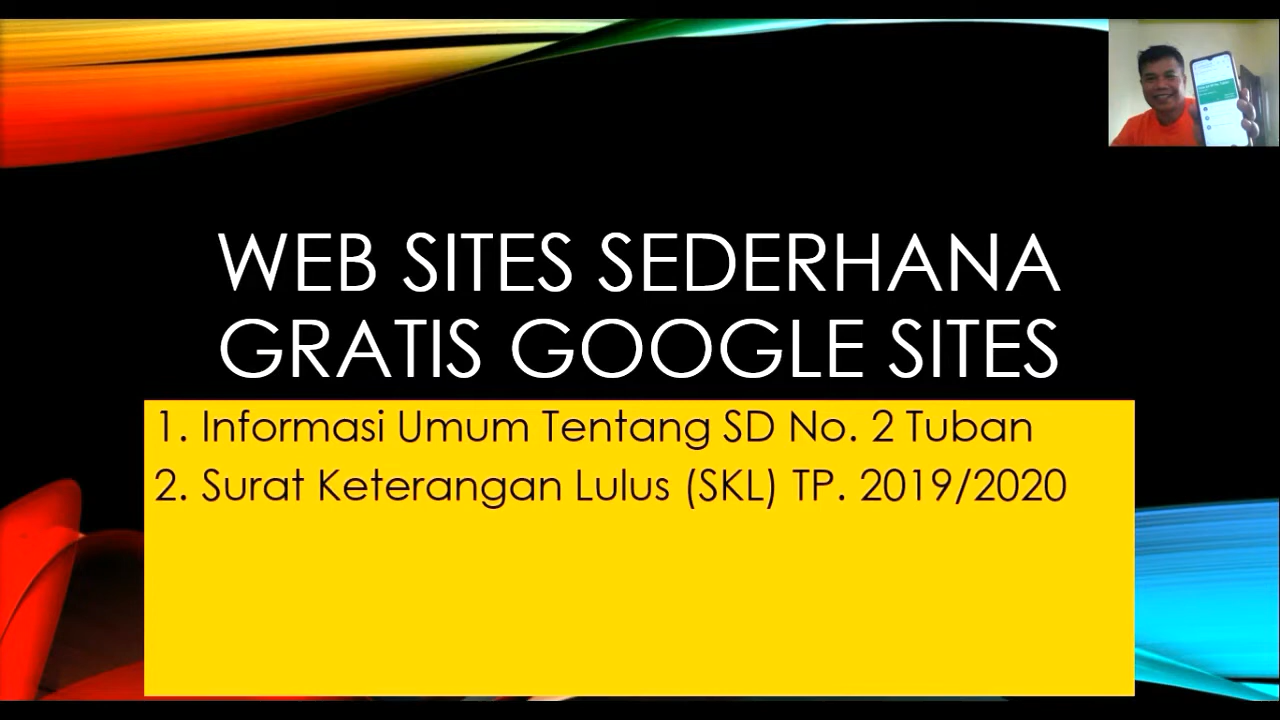 WEB SITES SEDERHANA
GRATIS GOOGLE SITES
1. Informasi Umum Tentang SD No. 2 Tuban
2. Surat Keterangan Lulus (SKL) TP. 2019/2020